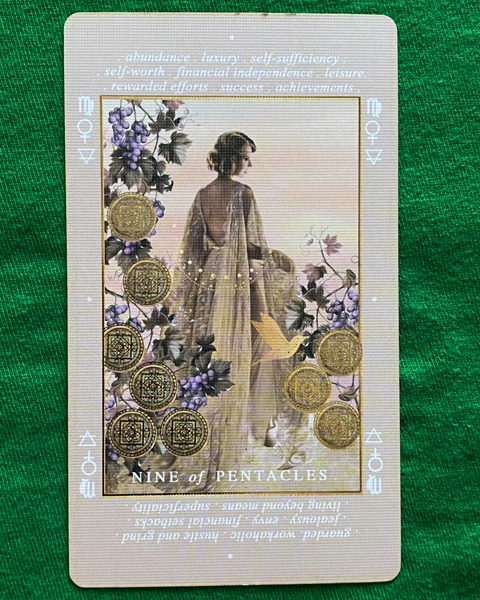 . abundance . luxury . self-sufficiency .
. self-worth . financial independence . leisure.
rewarded efforts . success . achievements
NINE of PENTACLES
. living beyond means . superficiality .
jealousy . envy . financial setbacks .
guarded . workaholic . hustle and grind